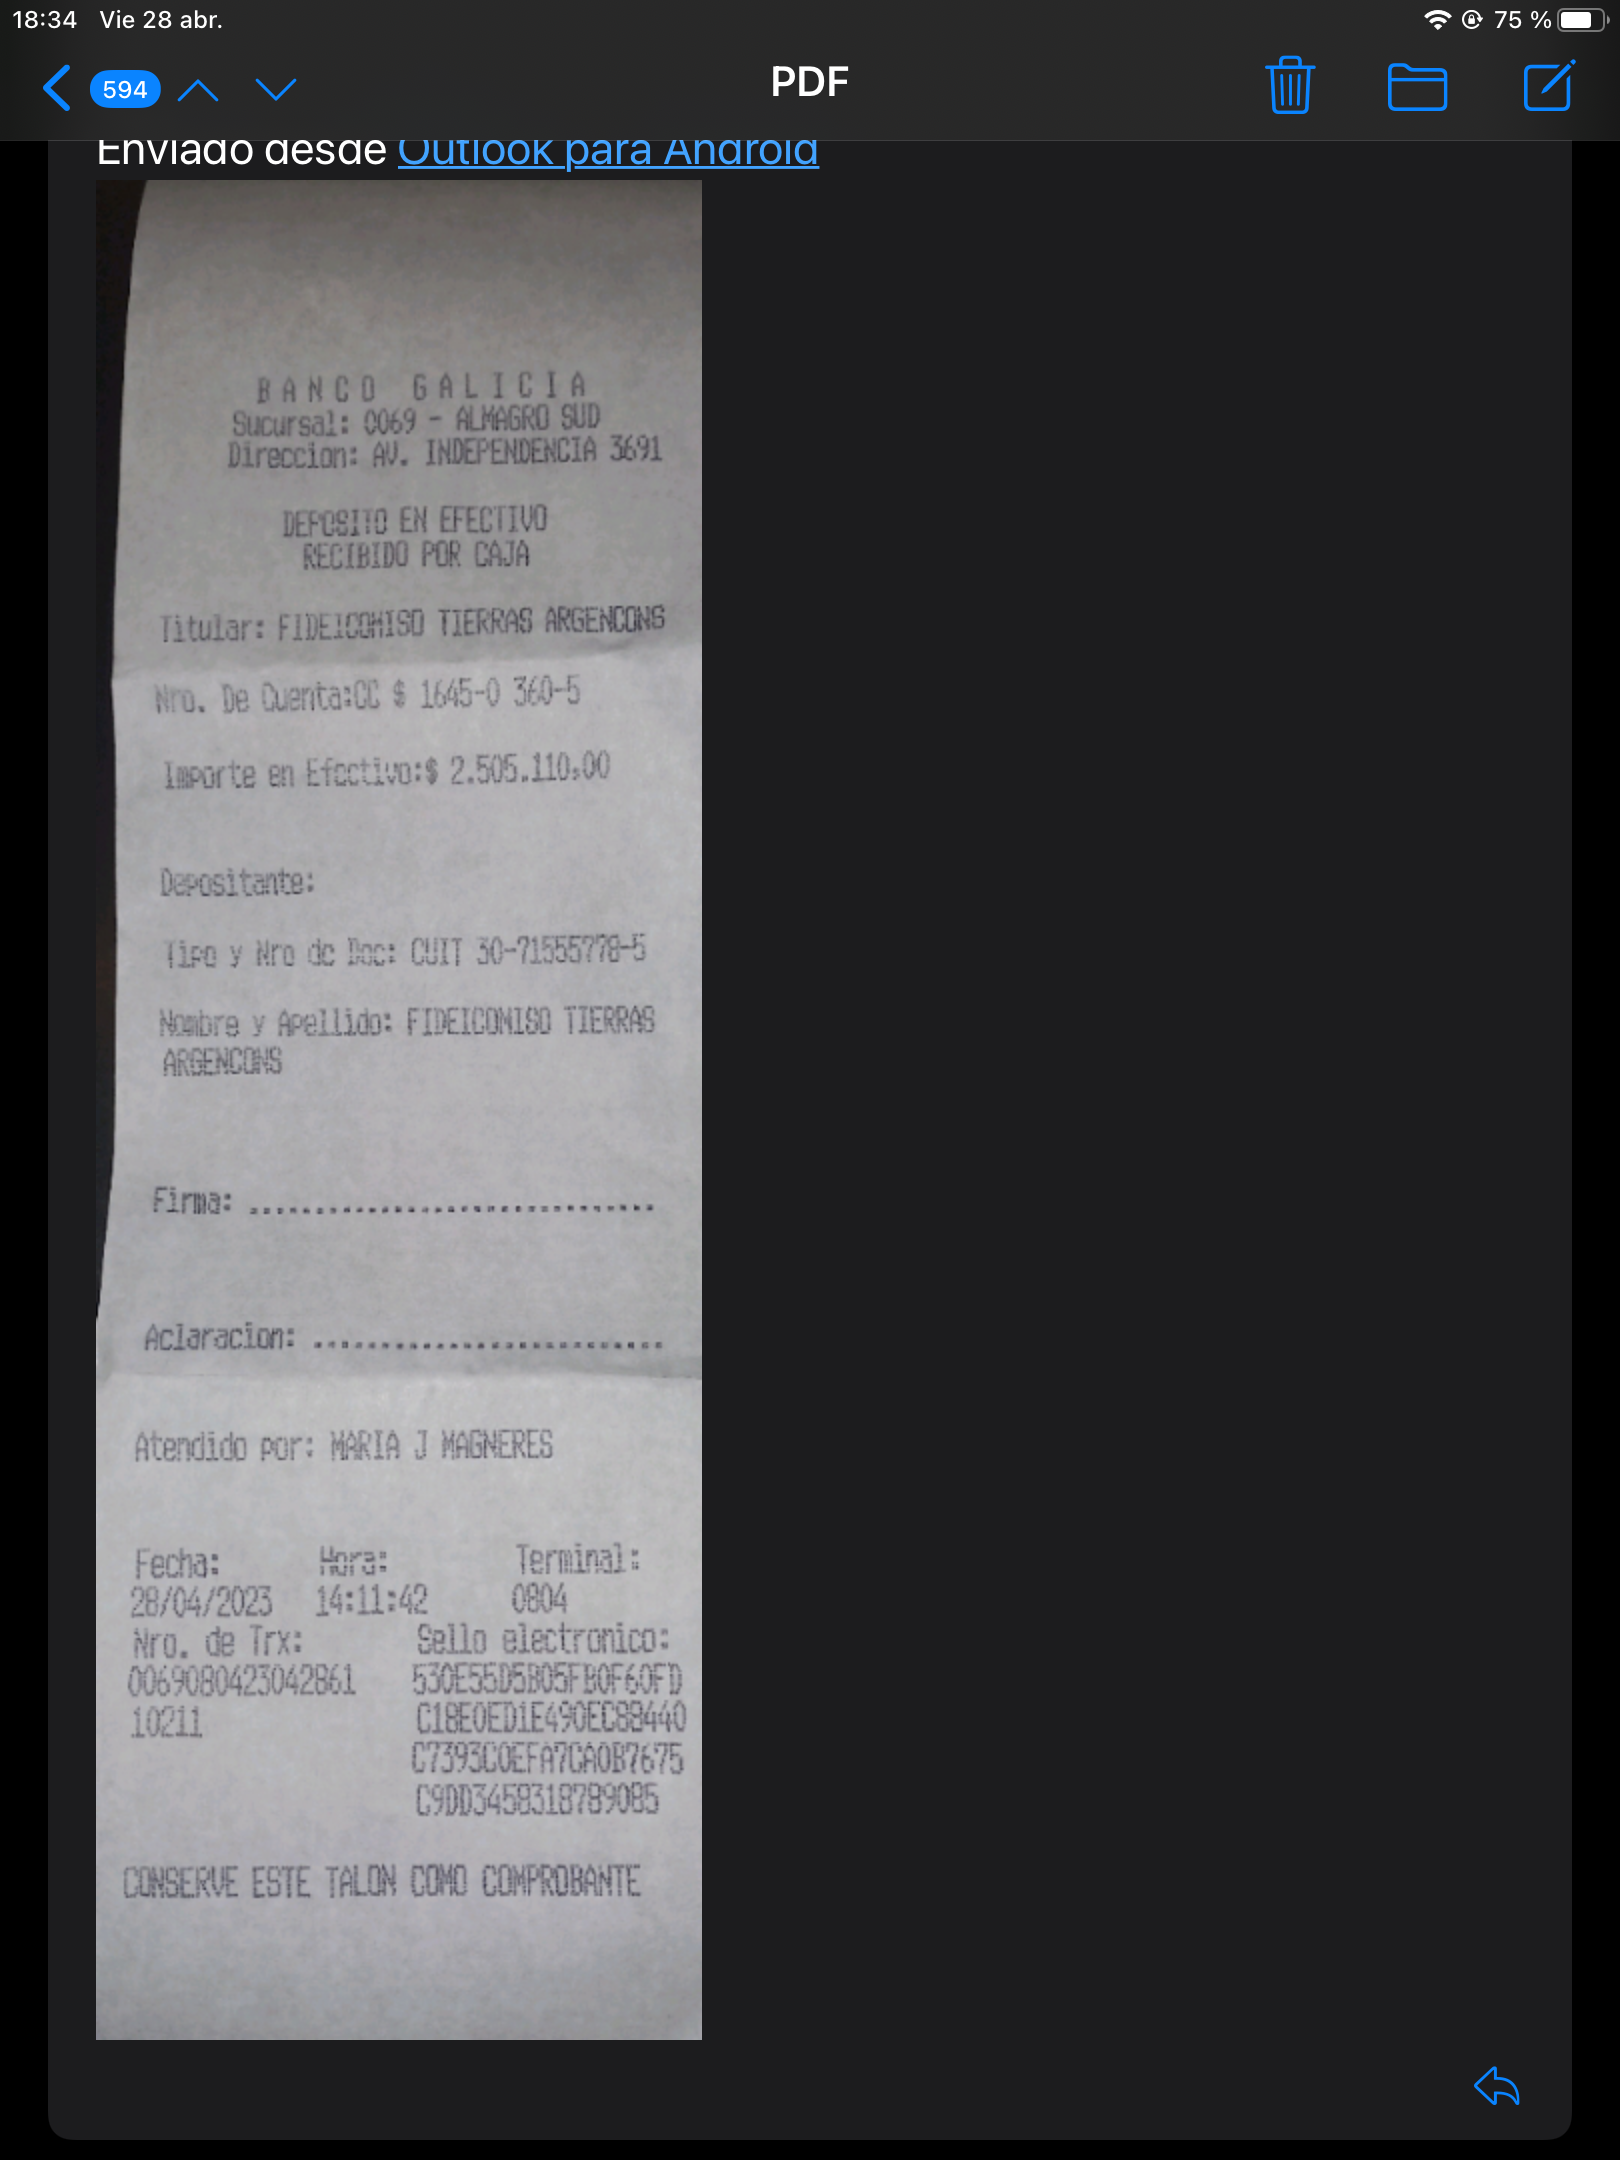 18:34 Vie 28 abr.
75 %
594
PDF
Enviado desde Outlook para Android
BANCO GALICIA
Sucursal: 0069 - ALMAGRO SUD
Direccion: AV. INDEPENDENCIA 3691
DEPOSITO EN EFECTIVO
RECIBIDO POR CAJA
Titular: FIDEICOMISO TIERRAS ARGENCONS
Nro. De Cuenta:CC $ 1645-0 360-5
Importe en Efectivo:$ 2.505.110,00
Depositante:
Tipo y Nro de Doc: CUIT 30-71555778-5
Nombre y Apellido: FIDEICOMISO TIERRAS
ARGENCONS
Firma: ..............................
Aclaracion: ..........................
Atendido por: MARIA J MAGNERES
Fecha: Hora: Terminal:
28/04/2023 14:11:42 0804
Nro. de Trx: Sello electronico:
0069080423042861 530E55D5B05FB0F60FD
10211 C18E0ED1E490EC88440
C7393C0EFA7CA0B7675
C9DD3458318789085
CONSERVE ESTE TALON COMO COMPROBANTE